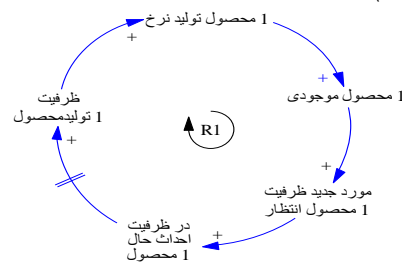 1 محصول تولید نرخ
+
+
1 محصول موجودی
ظرفیت
تولیدمحصول 1
+
R1
+
مورد جدید ظرفیت
1 محصول انتظار
+
در ظرفیت
احداث حال
1 محصول